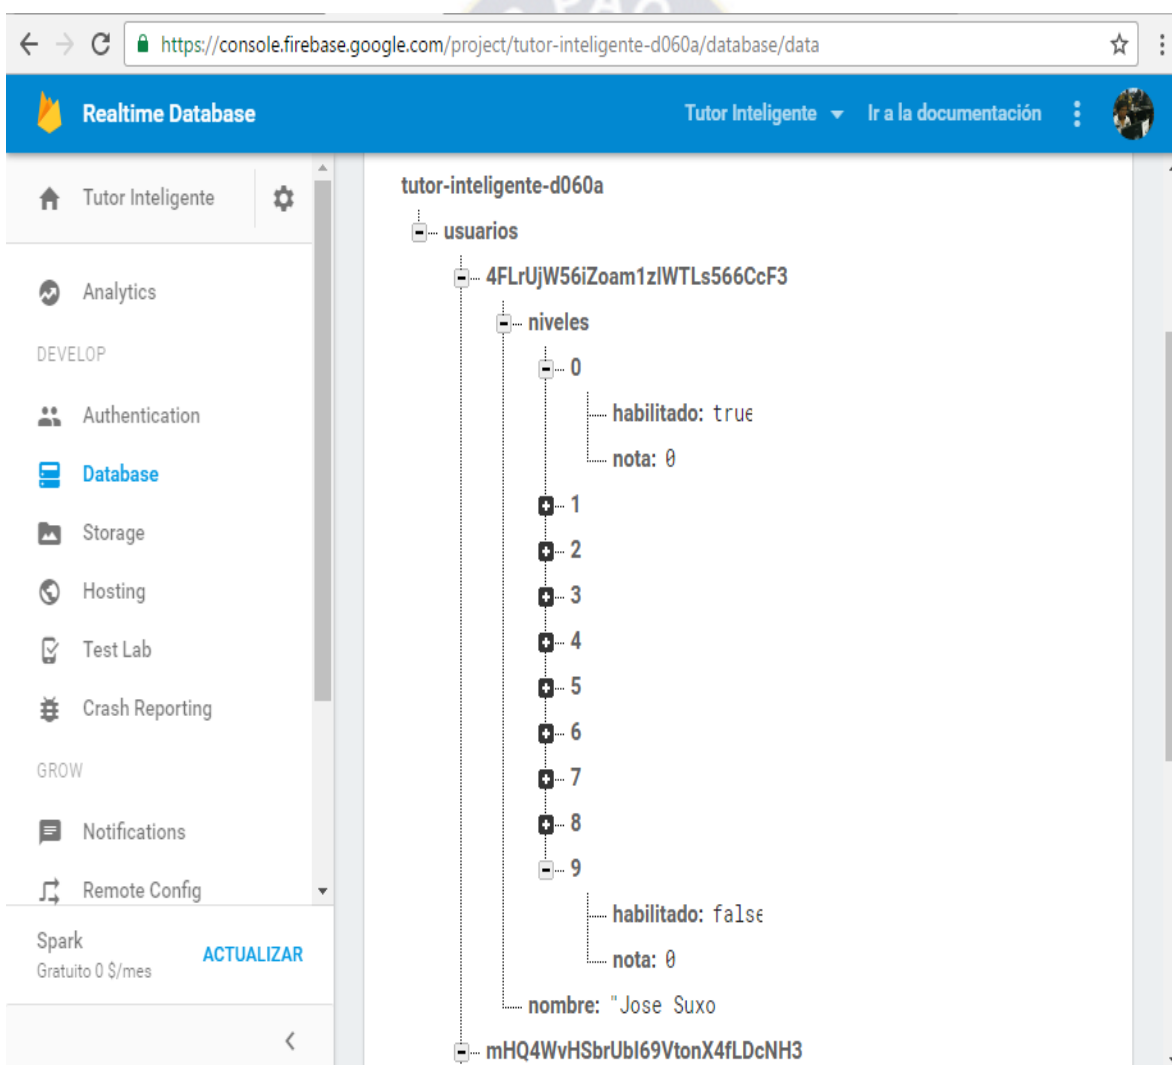 PAC
https://console.firebase.google.com/project/tutor-inteligente-d060a/database/data
Realtime Database
Tutor Inteligente
Ir a la documentación
Tutor Inteligente
Analytics
DEVELOP
Authentication
Database
Storage
Hosting
Test Lab
Crash Reporting
GROW
Notifications
Remote Config
Spark
Gratuito 0 $/mes
ACTUALIZAR
tutor-inteligente-d060a
usuarios
4FLrUjW56iZoam1zlWTLs566CcF3
niveles
0
habilitado: true
nota: 0
1
2
3
4
5
6
7
8
9
habilitado: false
nota: 0
nombre: "Jose Suxo
mHQ4WvHSbrUbI69VtonX4fLDcNH3